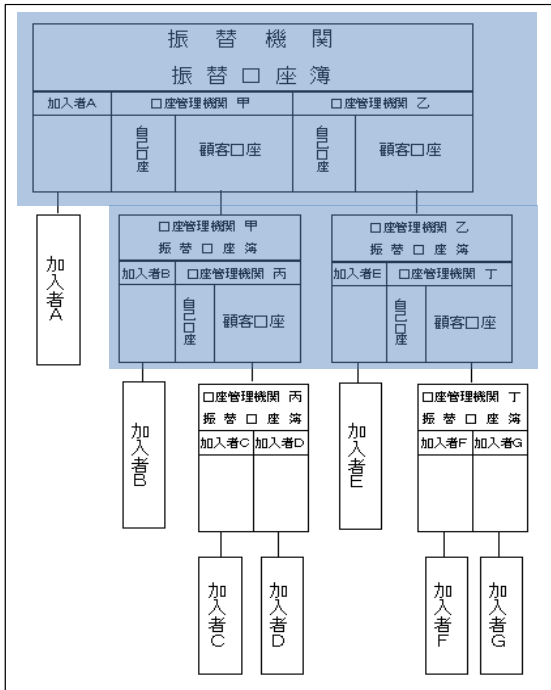 振替機関
振替口座簿
加入者A 口座管理機関 甲 口座管理機関 乙
自己口座 顧客口座 自己口座 顧客口座
加入者A
口座管理機関 甲
振替口座簿
加入者B 口座管理機関 丙
自己口座 顧客口座
口座管理機関 乙
振替口座簿
加入者E 口座管理機関 丁
自己口座 顧客口座
加入者B
口座管理機関 丙
振替口座簿
加入者C 加入者D
加入者E
口座管理機関 丁
振替口座簿
加入者F 加入者G
加入者C
加入者D
加入者F
加入者G